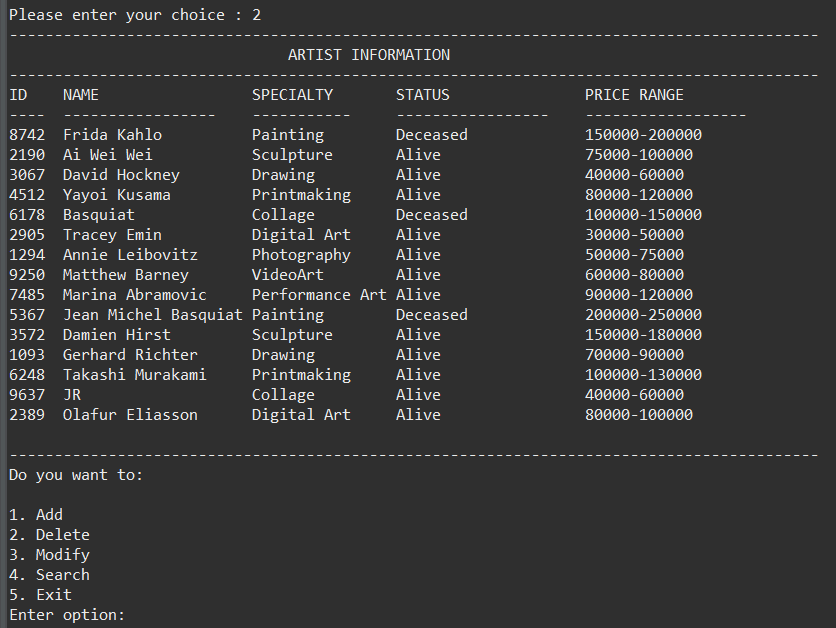 Please enter your choice : 2
------------------------------------------------------------------------------------------
                               ARTIST INFORMATION
------------------------------------------------------------------------------------------
ID    NAME                 SPECIALTY       STATUS               PRICE RANGE
----  -----------------    -----------     -----------------    ------------------
8742  Frida Kahlo          Painting        Deceased             150000-200000
2190  Ai Wei Wei           Sculpture       Alive                75000-100000
3067  David Hockney        Drawing         Alive                40000-60000
4512  Yayoi Kusama         Printmaking     Alive                80000-120000
6178  Basquiat             Collage         Deceased             100000-150000
2905  Tracey Emin          Digital Art     Alive                30000-50000
1294  Annie Leibovitz      Photography     Alive                50000-75000
9250  Matthew Barney       VideoArt        Alive                60000-80000
7485  Marina Abramovic     Performance Art Alive                90000-120000
5367  Jean Michel Basquiat Painting        Deceased             200000-250000
3572  Damien Hirst         Sculpture       Alive                150000-180000
1093  Gerhard Richter      Drawing         Alive                70000-90000
6248  Takashi Murakami     Printmaking     Alive                100000-130000
9637  JR                   Collage         Alive                40000-60000
2389  Olafur Eliasson      Digital Art     Alive                80000-100000
------------------------------------------------------------------------------------------
Do you want to:
1. Add
2. Delete
3. Modify
4. Search
5. Exit
Enter option: